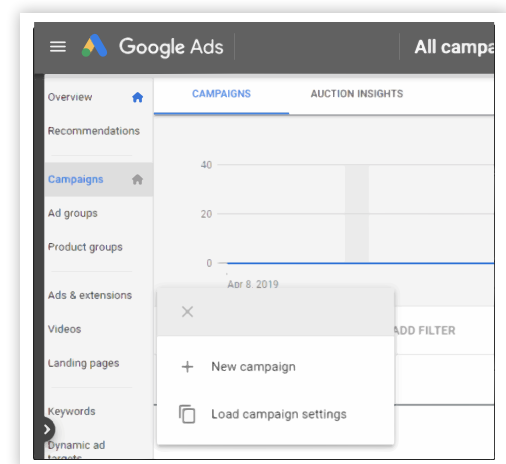 Google Ads
All campa
Overview
CAMPAIGNS
AUCTION INSIGHTS
Recommendations
Campaigns
Ad groups
Product groups
Ads & extensions
Videos
Landing pages
Keywords
Dynamic ad
targets
40
20
0
Apr 8, 2019
ADD FILTER
New campaign
Load campaign settings